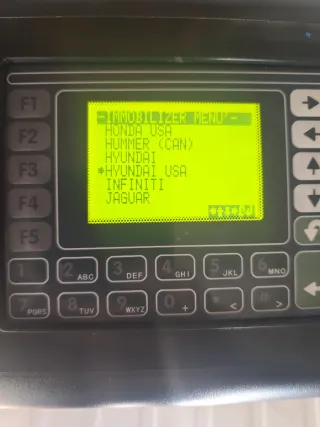 -IMMOBILIZER MENU'-
HONDA USA
HUMMER (CAN)
HYUNDAI
*HYUNDAI USA
INFINITI
JAGUAR
F1
F2
F3
F4
F5
1 2 ABC 3 DEF 4 GHI 5 JKL 6 MNO
7 PQRS 8 TUV 9 WXYZ 0 + * < # >